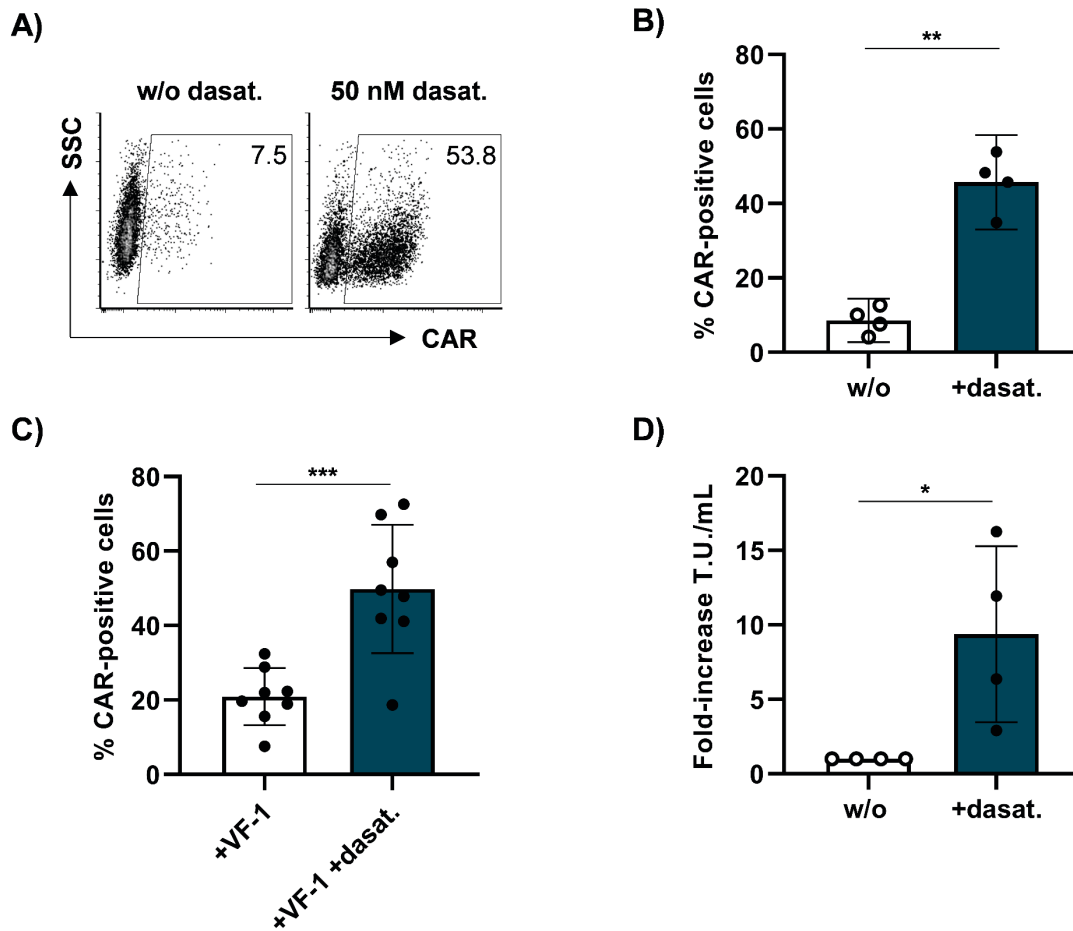 A)
w/o dasat.
50 nM dasat.
SSC
7.5
53.8
CAR
B)
% CAR-positive cells
80
60
40
20
0
**
w/o
+dasat.
C)
% CAR-positive cells
80
60
40
20
0
***
+VF-1
+VF-1 +dasat.
D)
Fold-increase T.U./mL
20
15
10
5
0
*
w/o
+dasat.